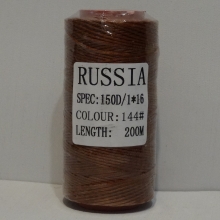 RUSSIA
SPEC:150D/1*16
COLOUR:144#
LENGTH: 200M